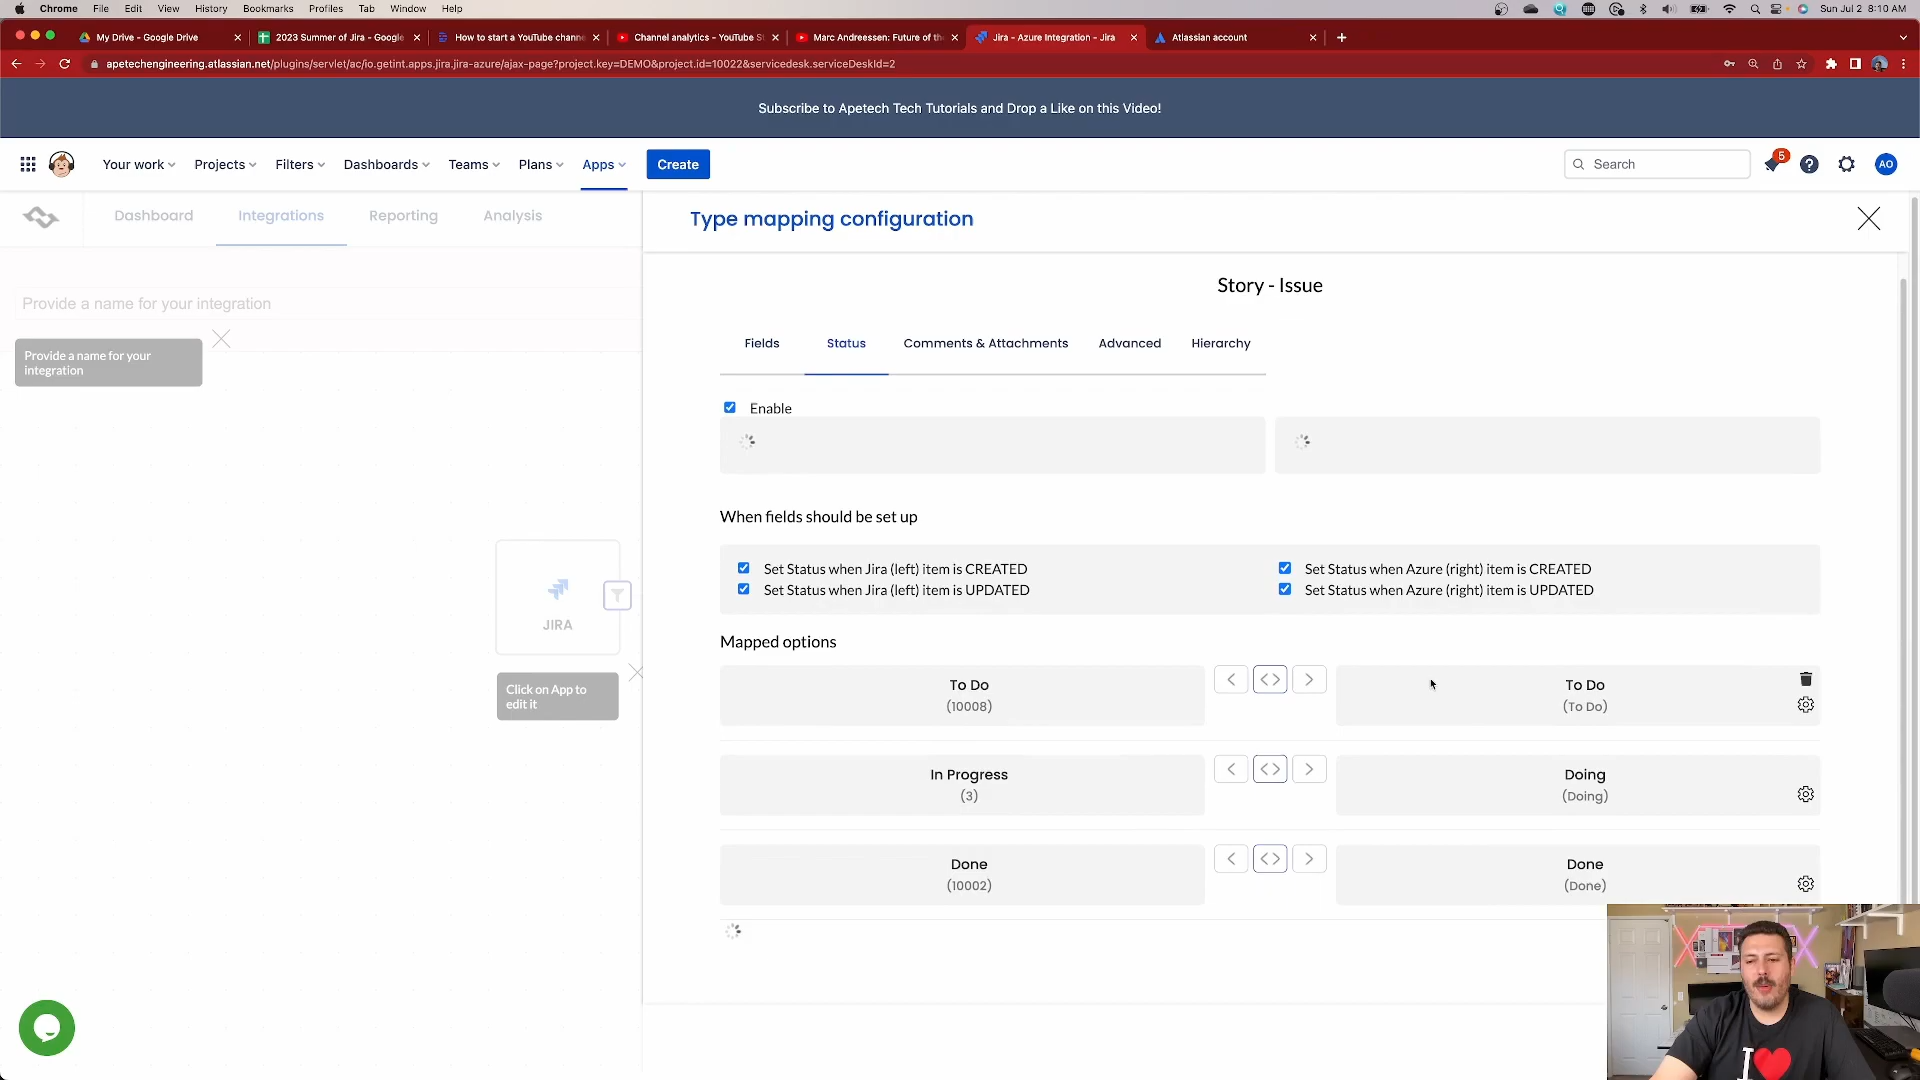 Chrome File Edit View History Bookmarks Profiles Tab Window Help Sun Jul 2 8:10 AM
My Drive - Google Drive 2023 Summer of Jira - Google How to start a YouTube channe Channel analytics - YouTube S Marc Andreessen: Future of th Jira - Azure Integration - Jira Atlassian account
apetechengineering.atlassian.net/plugins/servlet/ac/io.getint.apps.jira.jira-azure/ajax-page?project.key=DEMO&project.id=10022&servicedesk.serviceDeskId=2
Subscribe to Apetech Tech Tutorials and Drop a Like on this Video!
Your work Projects Filters Dashboards Teams Plans Apps Create Search 5 AO
Dashboard Integrations Reporting Analysis
Type mapping configuration
Provide a name for your integration
Provide a name for your
integration
JIRA
Click on App to
edit it
Story - Issue
Fields Status Comments & Attachments Advanced Hierarchy
Enable
When fields should be set up
Set Status when Jira (left) item is CREATED Set Status when Azure (right) item is CREATED
Set Status when Jira (left) item is UPDATED Set Status when Azure (right) item is UPDATED
Mapped options
To Do To Do
(10008) (To Do)
In Progress Doing
(3) (Doing)
Done Done
(10002) (Done)
I